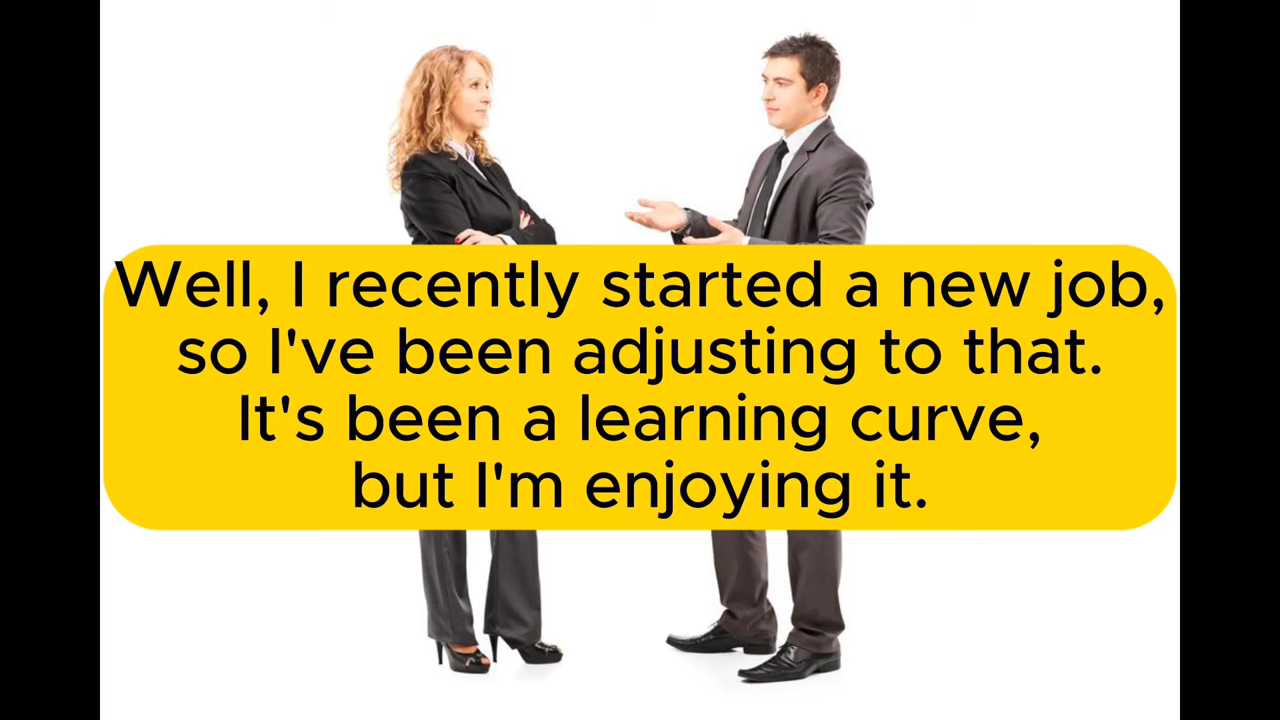 Well, I recently started a new job,
so I've been adjusting to that.
It's been a learning curve,
but I'm enjoying it.